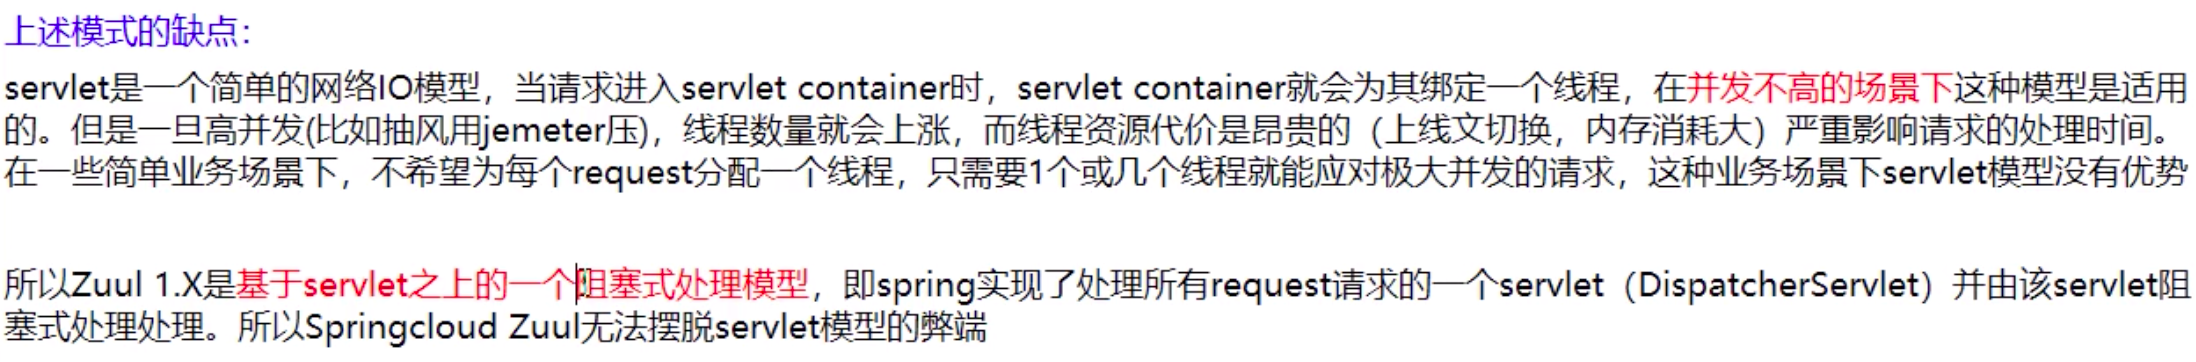 上述模式的缺点：
servlet是一个简单的网络IO模型，当请求进入servlet container时，servlet container就会为其绑定一个线程，在并发不高的场景下这种模型是适用
的。但是一旦高并发(比如抽风用jemeter压)，线程数量就会上涨，而线程资源代价是昂贵的（上线文切换，内存消耗大）严重影响请求的处理时间。
在一些简单业务场景下，不希望为每个request分配一个线程，只需要1个或几个线程就能应对极大并发的请求，这种业务场景下servlet模型没有优势
所以Zuul 1.X是基于servlet之上的一个阻塞式处理模型，即spring实现了处理所有request请求的一个servlet（DispatcherServlet）并由该servlet阻
塞式处理处理。所以Springcloud Zuul无法摆脱servlet模型的弊端